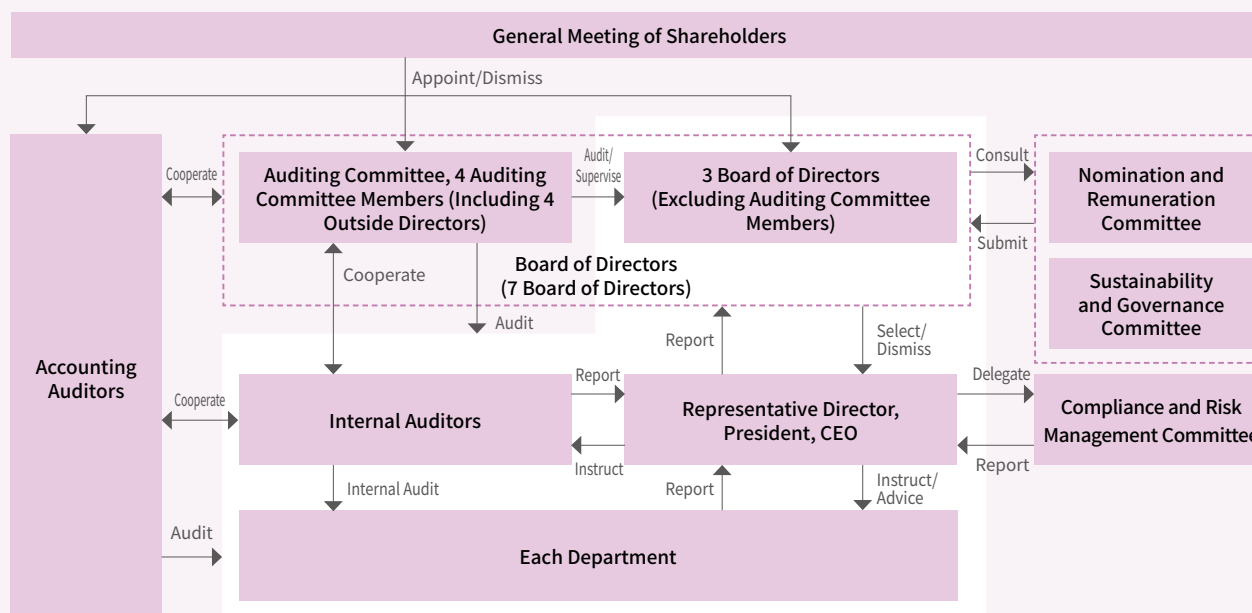 General Meeting of Shareholders
Appoint/Dismiss
Cooperate
Auditing Committee, 4 Auditing
Committee Members (Including 4
Outside Directors)
Audit/
Supervise
3 Board of Directors
(Excluding Auditing Committee
Members)
Consult
Submit
Nomination and
Remuneration
Committee
Cooperate
Board of Directors
(7 Board of Directors)
Sustainability
and Governance
Committee
Audit
Report
Select/
Dismiss
Accounting
Auditors
Cooperate
Internal Auditors
Report
Instruct
Representative Director,
President, CEO
Delegate
Report
Compliance and Risk
Management Committee
Internal Audit
Report
Instruct/
Advice
Audit
Each Department